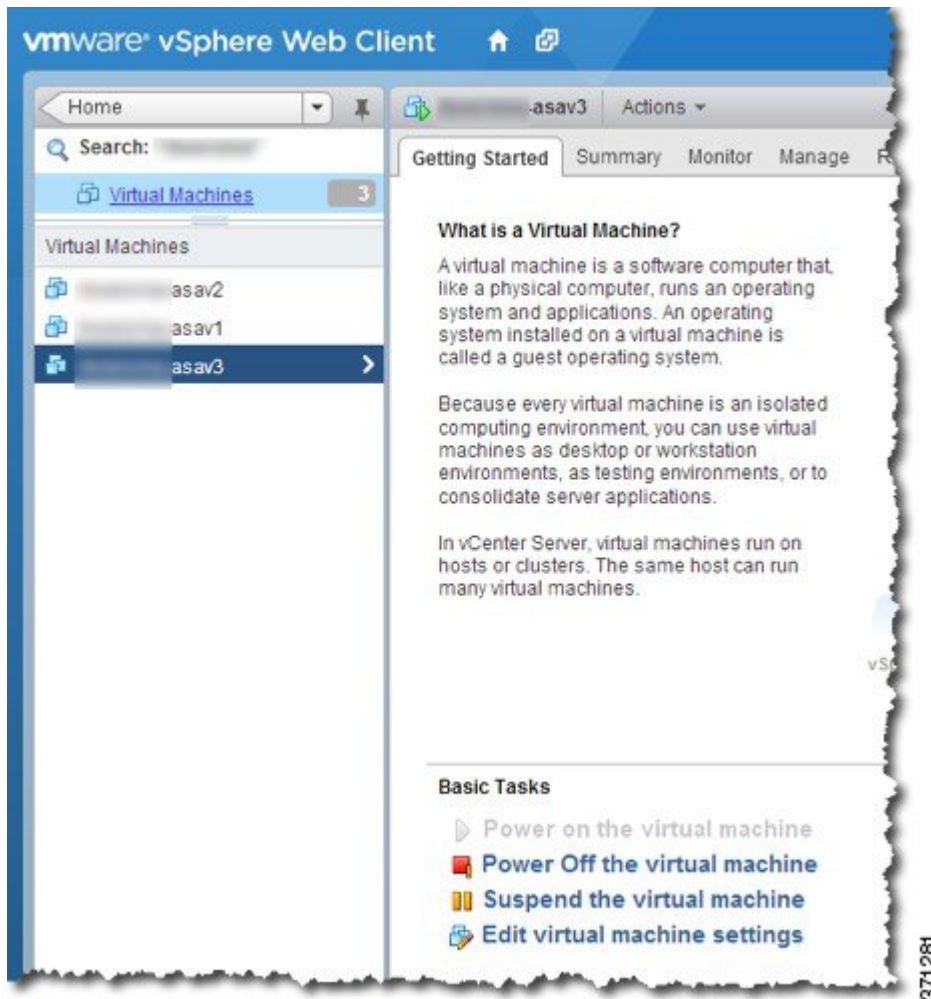 vmware® vSphere Web Client
Home
Search:
Virtual Machines 3
Virtual Machines
asav2
asav1
asav3
asav3 Actions
Getting Started Summary Monitor Manage
What is a Virtual Machine?
A virtual machine is a software computer that,
like a physical computer, runs an operating
system and applications. An operating
system installed on a virtual machine is
called a guest operating system.
Because every virtual machine is an isolated
computing environment, you can use virtual
machines as desktop or workstation
environments, as testing environments, or to
consolidate server applications.
In vCenter Server, virtual machines run on
hosts or clusters. The same host can run
many virtual machines.
Basic Tasks
Power on the virtual machine
Power Off the virtual machine
Suspend the virtual machine
Edit virtual machine settings
371281